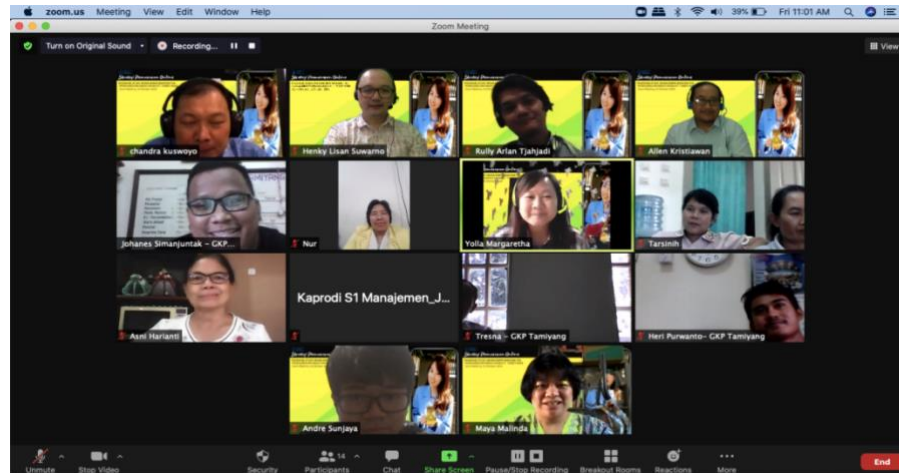 zoom.us Meeting View Edit Window Help 39% Fri 11:01 AM
Zoom Meeting
Turn on Original Sound Recording... View
chandra kuswoyo
Henky Lisan Suwarno
Rully Arlan Tjahjadi
Allen Kristiawan
Johanes Simanjuntak - GKP...
Nur
Yolla Margaretha
Tarsinih
Asni Harianti
Kaprodi S1 Manajemen_J...
Tresna - GKP Tamiyang
Heri Purwanto- GKP Tamiyang
Andre Sunjaya
Maya Malinda
Unmute Stop Video Security Participants 14 Chat Share Screen Pause/Stop Recording Breakout Rooms Reactions More End